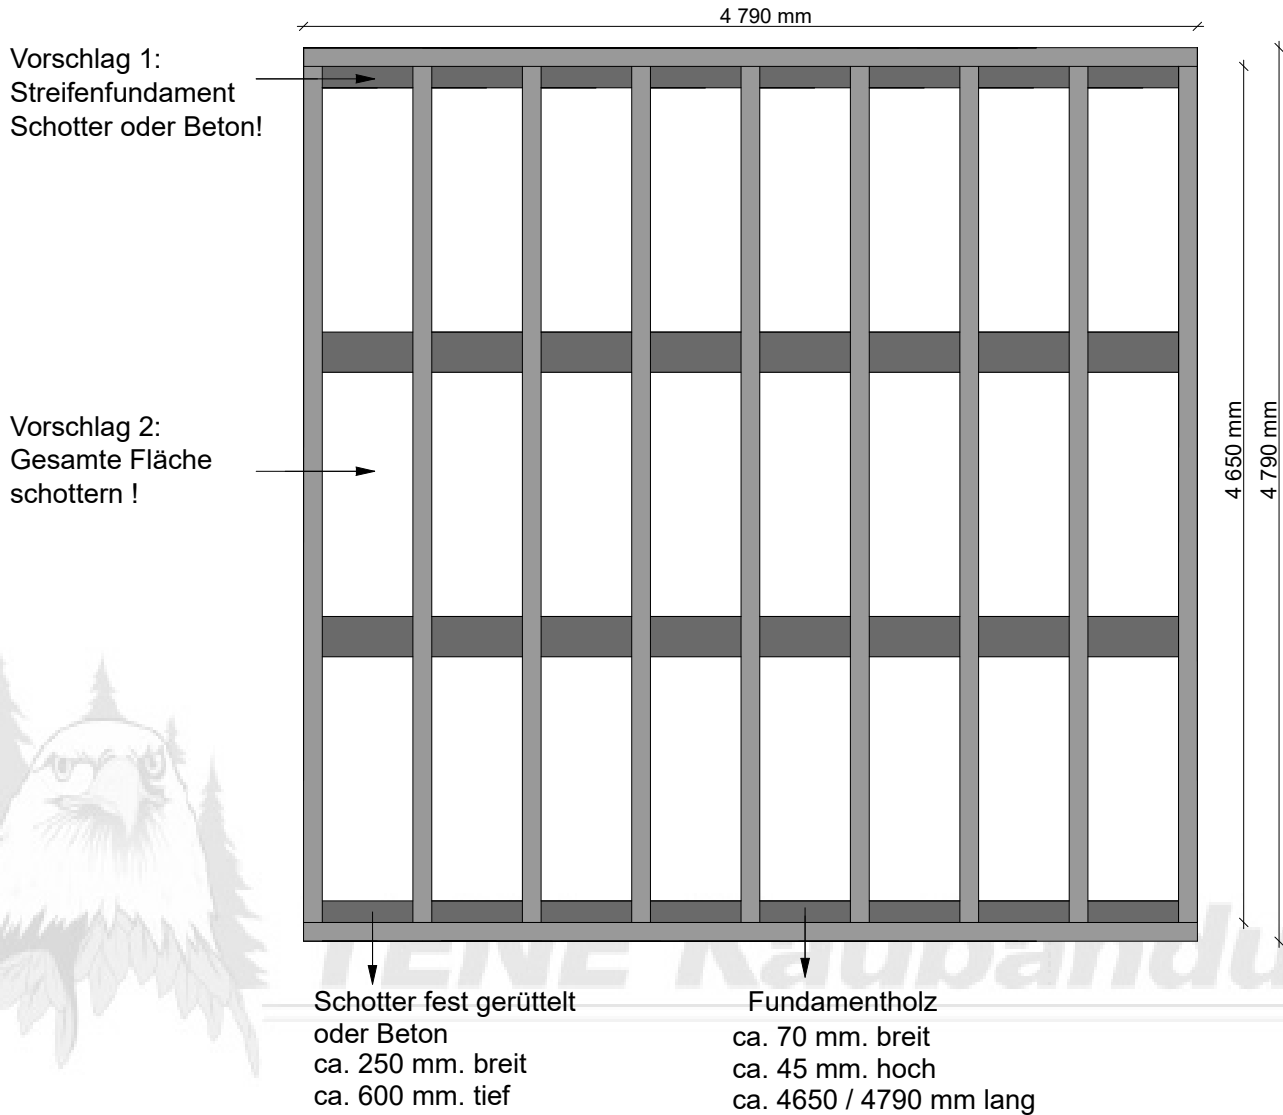 4 790 mm
Vorschlag 1:
Streifenfundament
Schotter oder Beton!
Vorschlag 2:
Gesamte Fläche
schottern !
4 650 mm
4 790 mm
TENE Kaubandu
Schotter fest gerüttelt
oder Beton
ca. 250 mm. breit
ca. 600 mm. tief
Fundamentholz
ca. 70 mm. breit
ca. 45 mm. hoch
ca. 4650 / 4790 mm lang